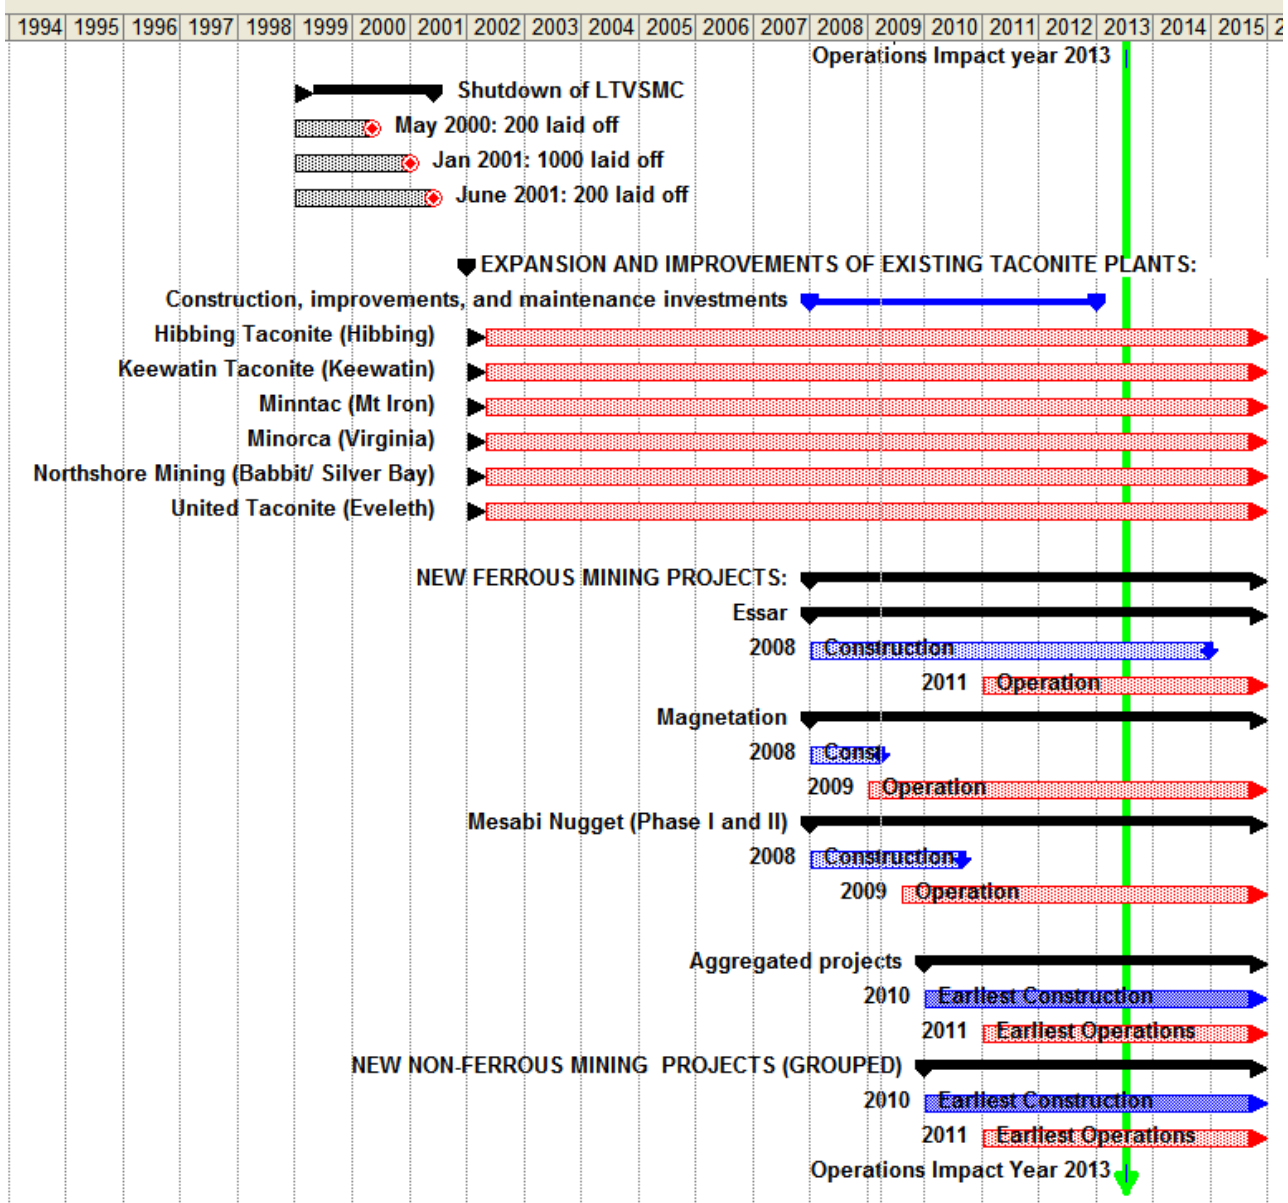 1994 1995 1996 1997 1998 1999 2000 2001 2002 2003 2004 2005 2006 2007 2008 2009 2010 2011 2012 2013 2014 2015 2
Operations Impact year 2013
Shutdown of LTVSMC
May 2000: 200 laid off
Jan 2001: 1000 laid off
June 2001: 200 laid off
EXPANSION AND IMPROVEMENTS OF EXISTING TACONITE PLANTS:
Construction, improvements, and maintenance investments
Hibbing Taconite (Hibbing)
Keewatin Taconite (Keewatin)
Minntac (Mt Iron)
Minorca (Virginia)
Northshore Mining (Babbit/ Silver Bay)
United Taconite (Eveleth)
NEW FERROUS MINING PROJECTS:
Essar
2008 Construction
2011 Operation
Magnetation
2008 Const
2009 Operation
Mesabi Nugget (Phase I and II)
2008 Construction
2009 Operation
Aggregated projects
2010 Earliest Construction
2011 Earliest Operations
NEW NON-FERROUS MINING PROJECTS (GROUPED)
2010 Earliest Construction
2011 Earliest Operations
Operations Impact Year 2013